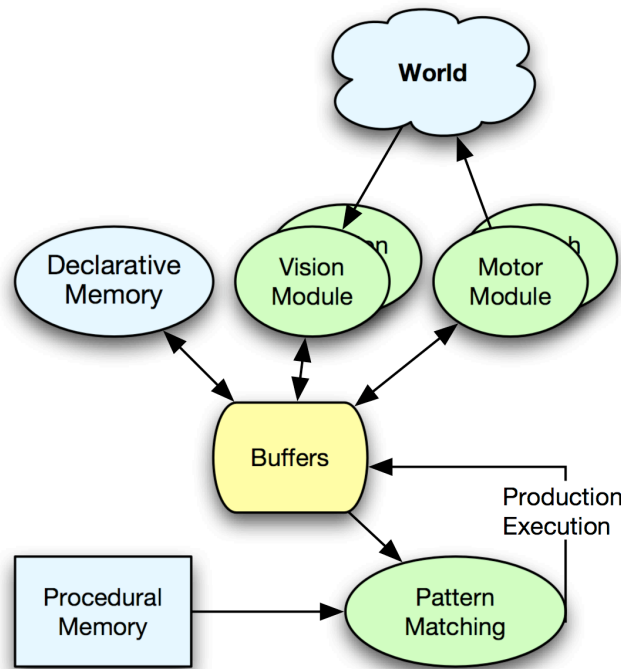 World
Declarative
Memory
Vision
Module
Motor
Module
Buffers
Production
Execution
Procedural
Memory
Pattern
Matching